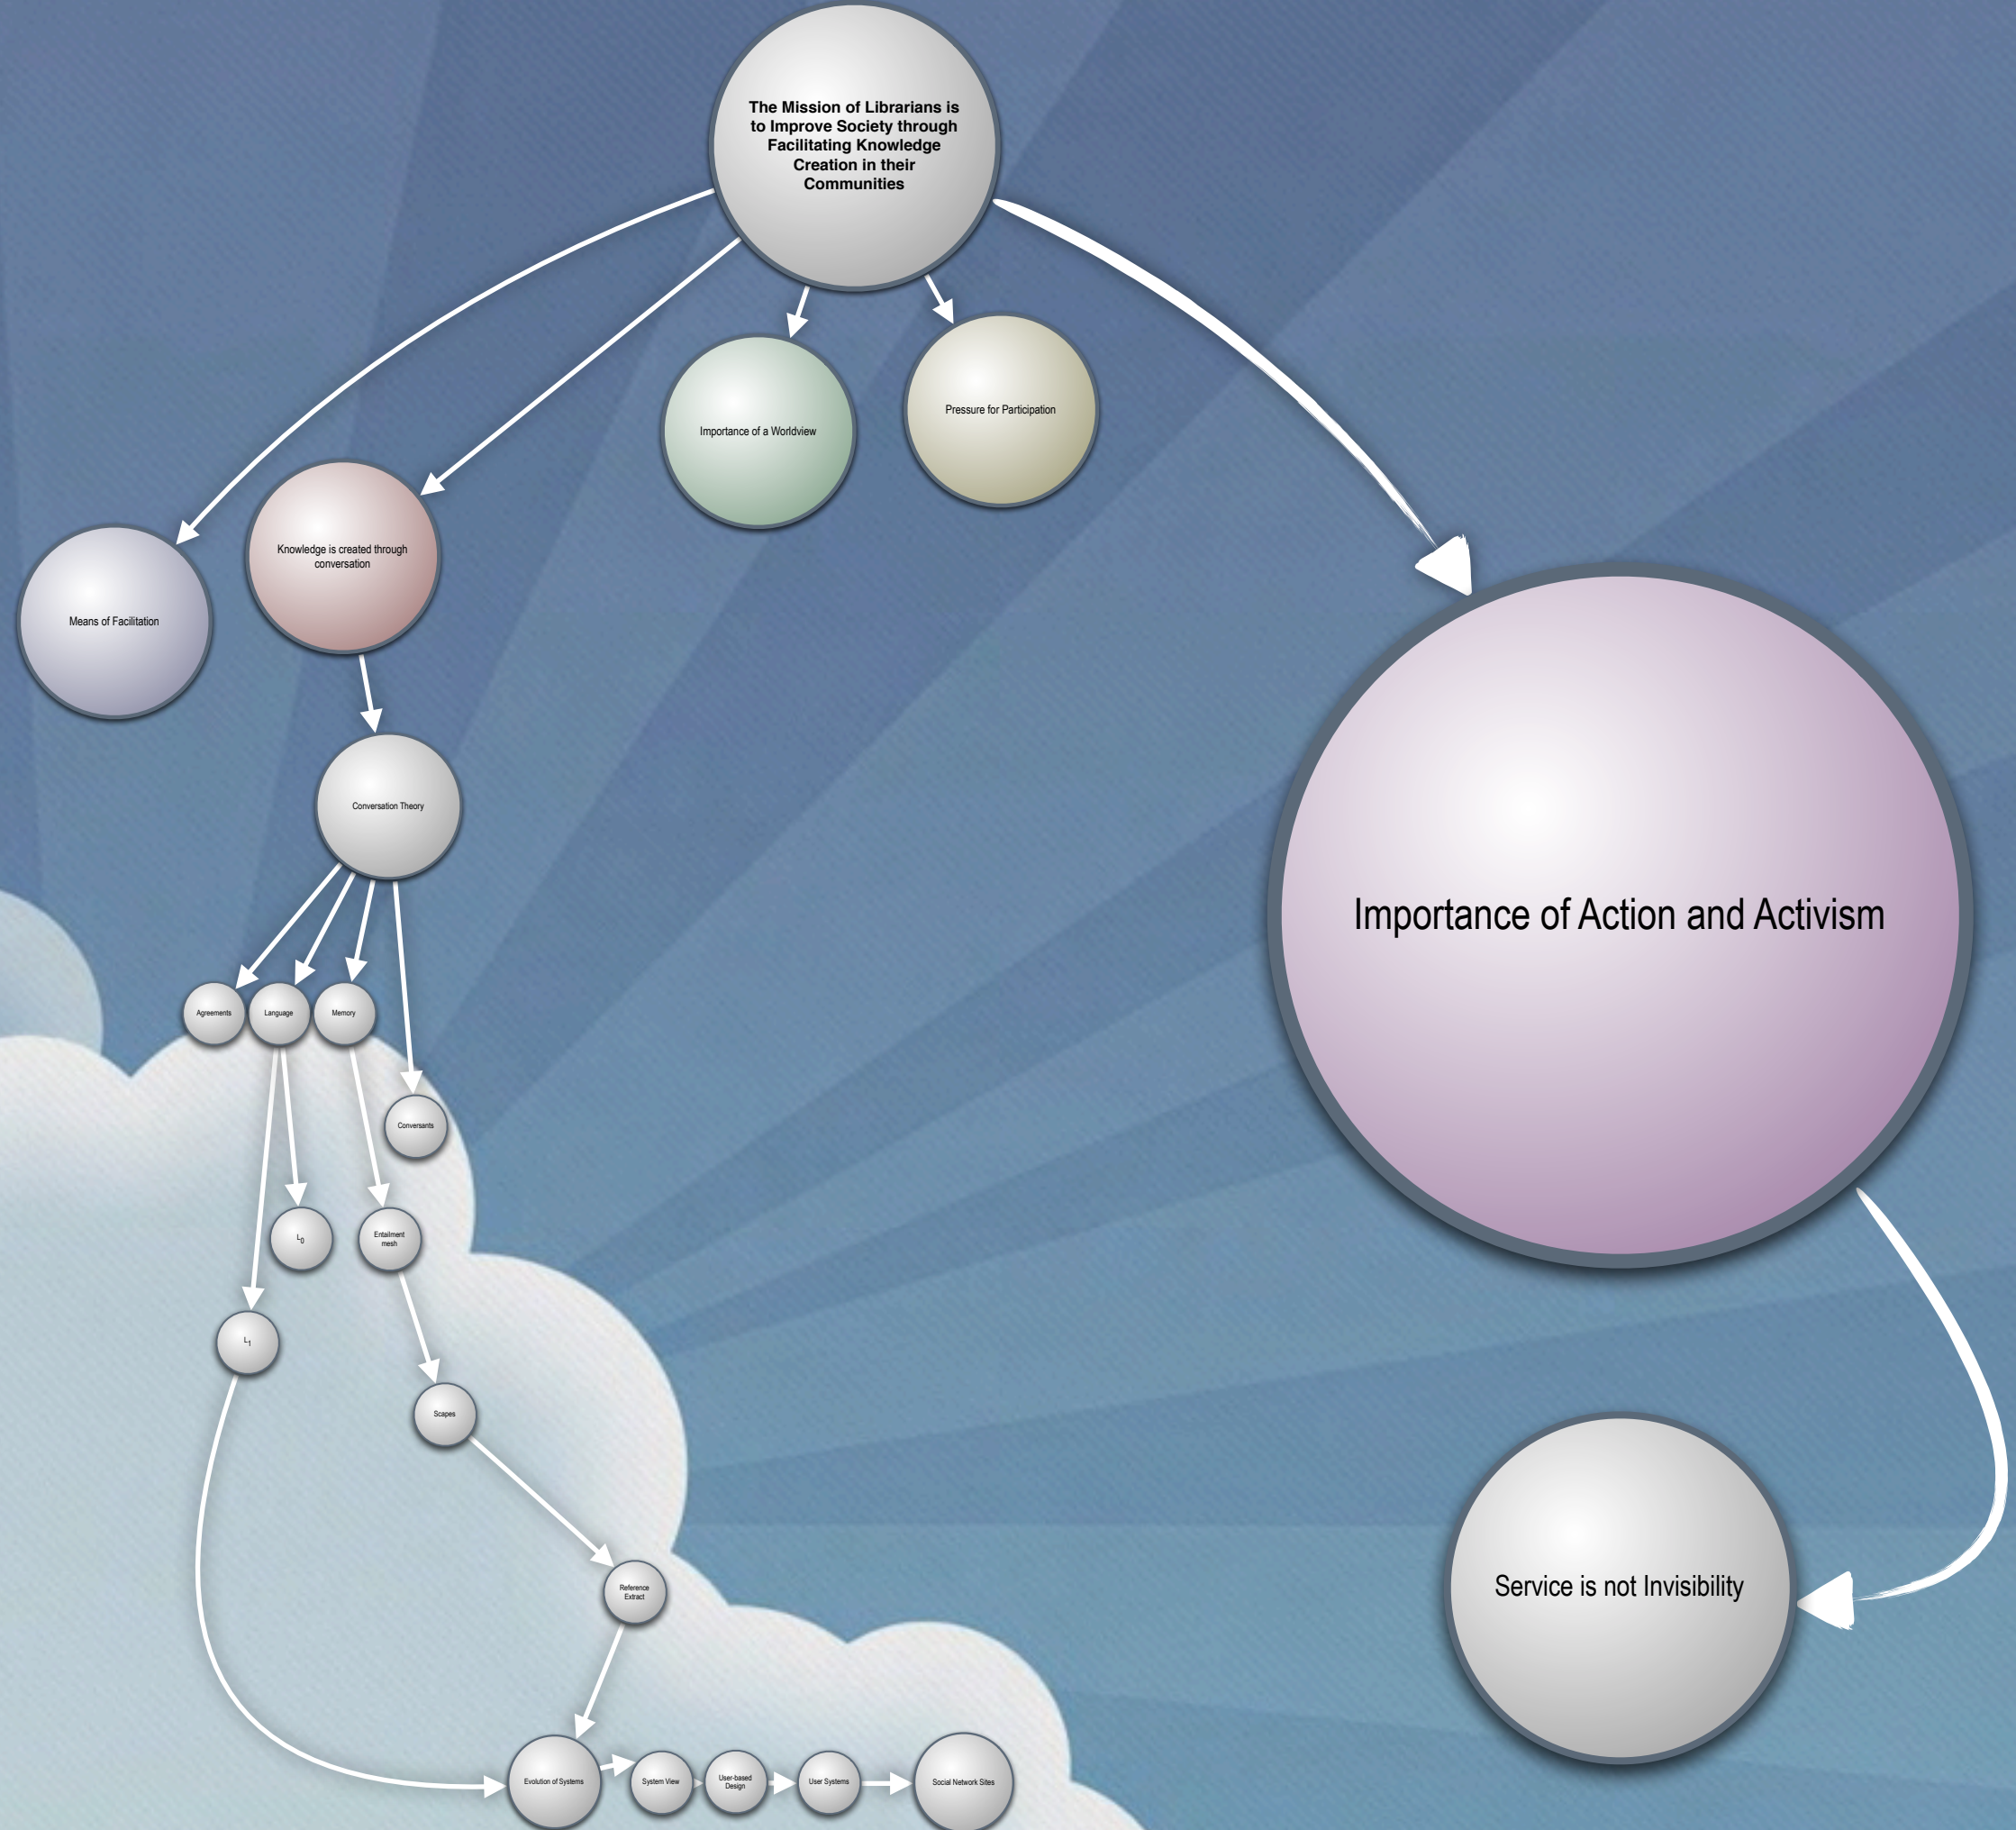 The Mission of Librarians is
to Improve Society through
Facilitating Knowledge
Creation in their
Communities
Importance of a Worldview
Pressure for Participation
Knowledge is created through
conversation
Means of Facilitation
Conversation Theory
Importance of Action and Activism
Agreements
Language
Memory
Conversants
L0
Entailment
mesh
L1
Scapes
Reference
Extract
Service is not Invisibility
Evolution of Systems
System View
User-based
Design
User Systems
Social Network Sites